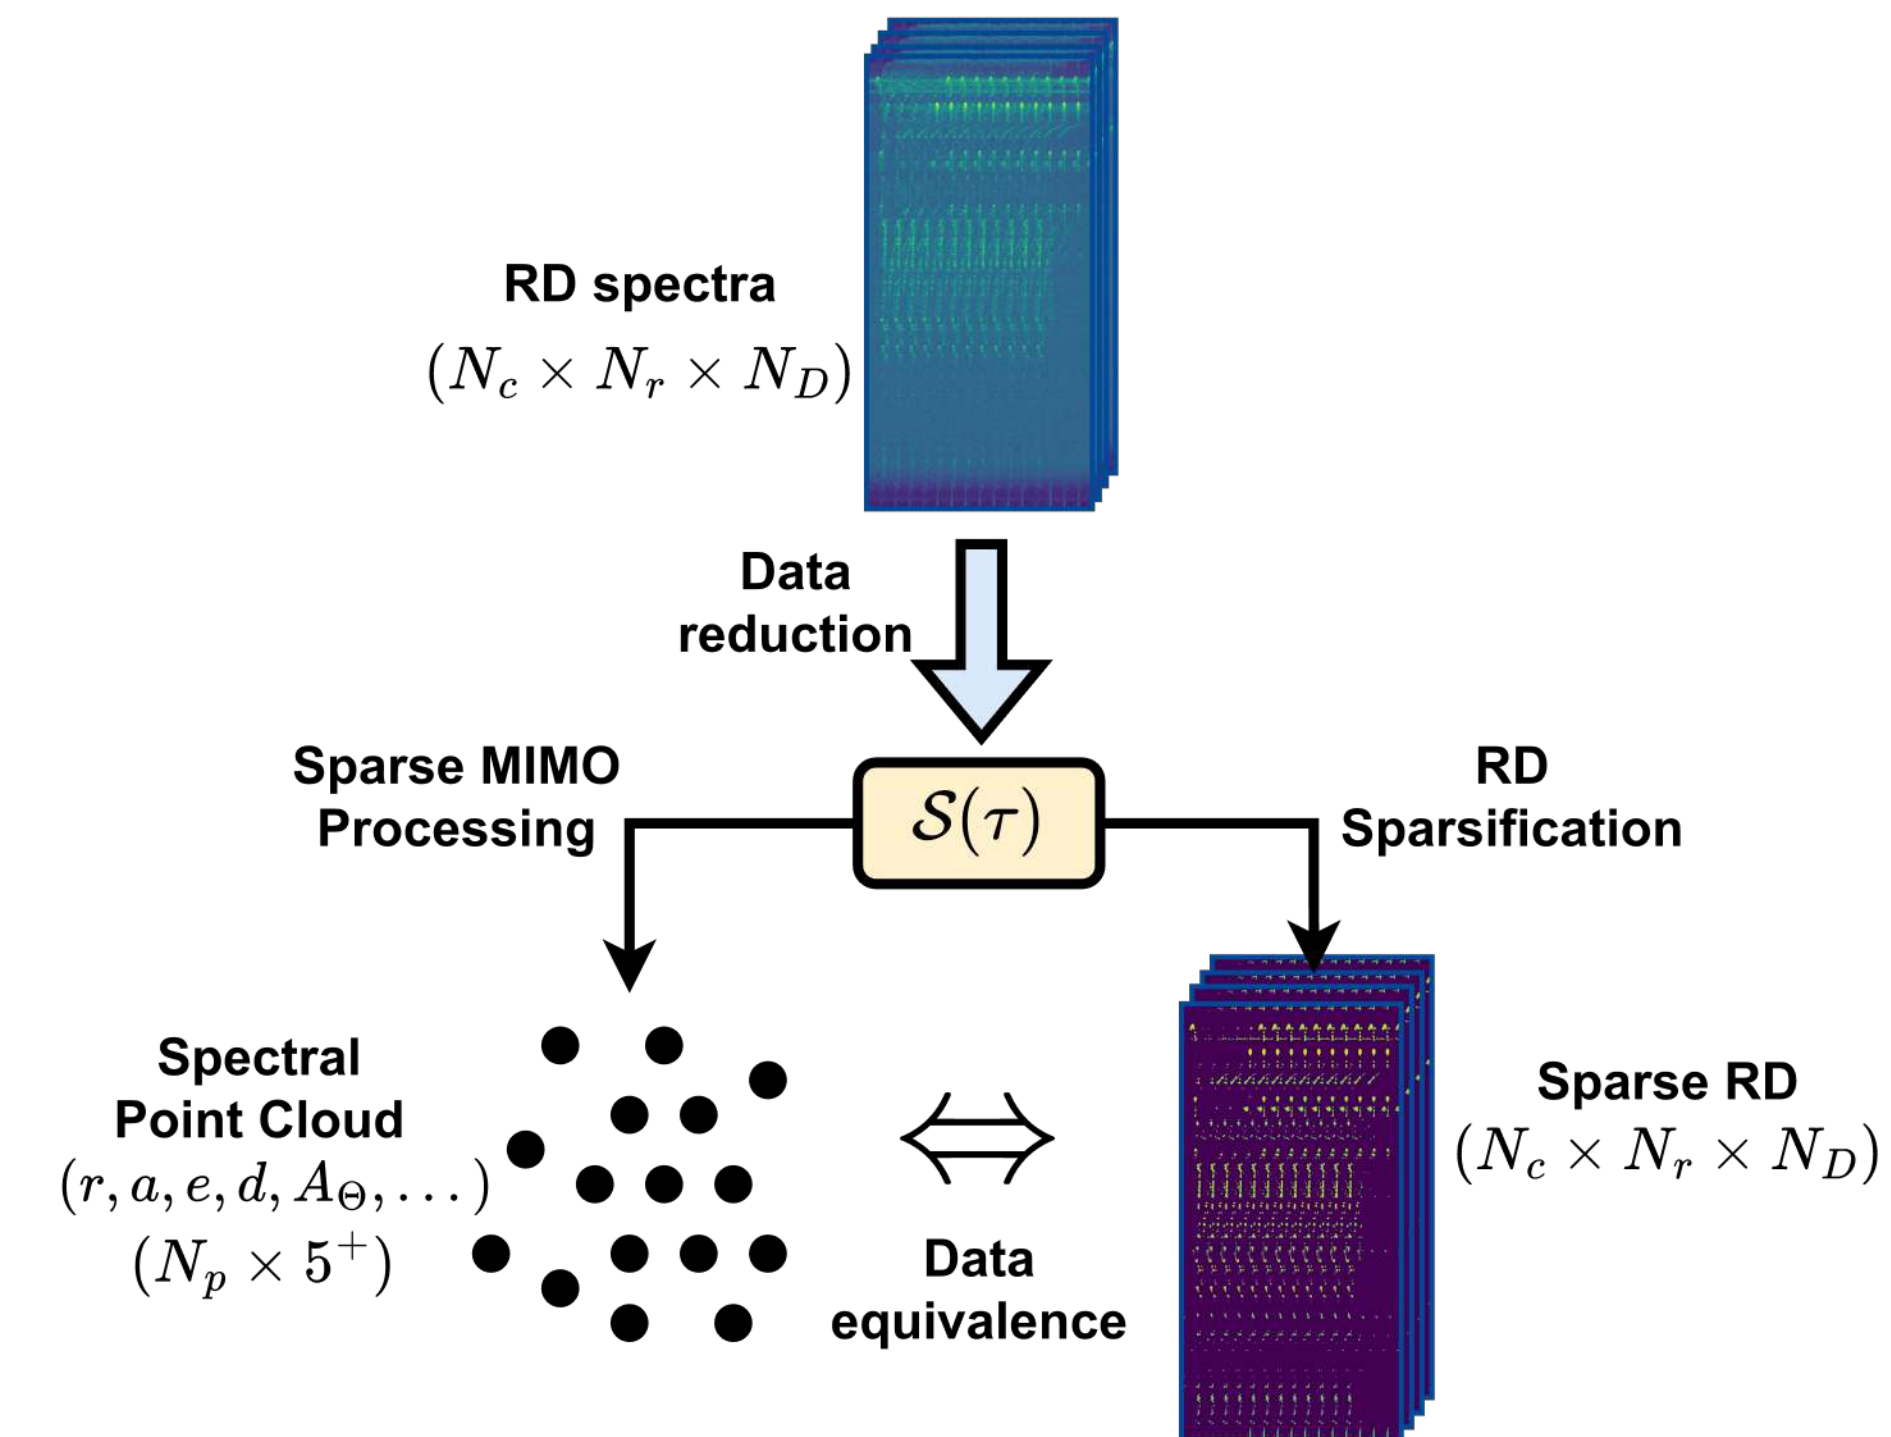 RD spectra
(N_c × N_r × N_D)
Data
reduction
Sparse MIMO
Processing
S(τ)
RD
Sparsification
Spectral
Point Cloud
(r, a, e, d, A_Θ, . . . )
(N_p × 5⁺)
Data
equivalence
Sparse RD
(N_c × N_r × N_D)